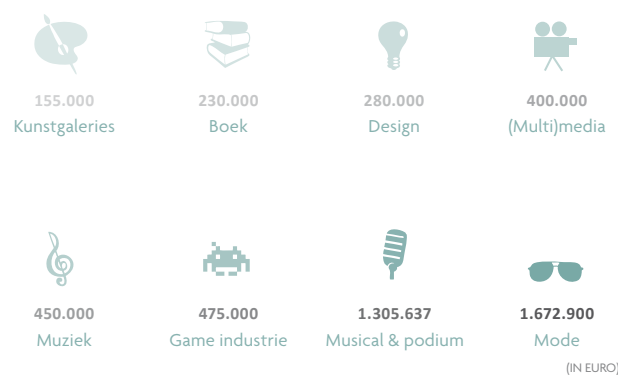 155.000 230.000 280.000 400.000
Kunstgaleries Boek Design (Multi)media
450.000 475.000 1.305.637 1.672.900
Muziek Game industrie Musical & podium Mode
(IN EURO)